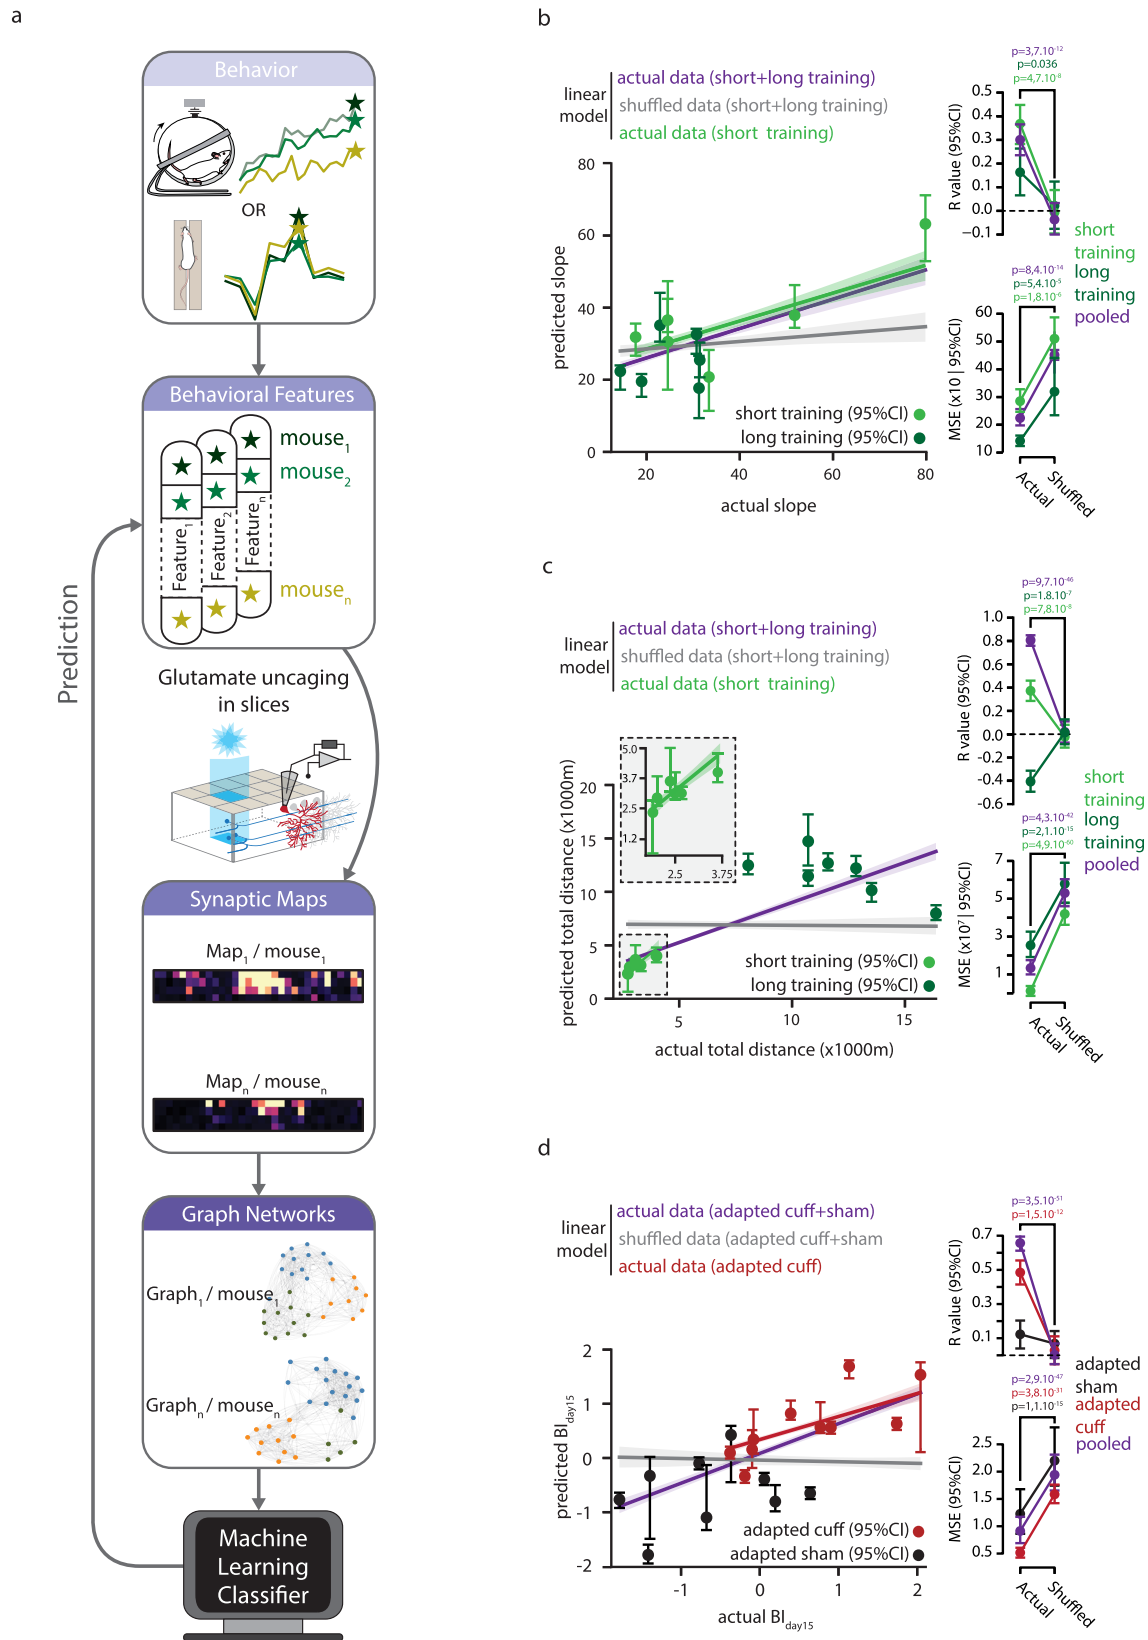 a
Behavior
OR
Behavioral Features
mouse1
mouse2
Feature1
Feature2
Featuren
mousen
Prediction
Glutamate uncaging
in slices
Synaptic Maps
Map1 / mouse1
Mapn / mousen
Graph Networks
Graph1 / mouse1
Graphn / mousen
Machine
Learning
Classifier
b
linear
model
actual data (short+long training)
shuffled data (short+long training)
actual data (short training)
predicted slope
80
60
40
20
0
20
40
60
80
actual slope
short training (95%CI)
long training (95%CI)
p=3,7.10-12
p=0.036
p=4,7.10-8
R value (95%CI)
0.5
0.4
0.3
0.2
0.1
0.0
−0.1
short
training
long
training
pooled
p=8,4.10-14
p=5,4.10-5
p=1,8.10-6
MSE (x10 | 95%CI)
60
50
40
30
20
10
Actual
Shuffled
c
linear
model
actual data (short+long training)
shuffled data (short+long training)
actual data (short training)
predicted total distance (x1000m)
20
15
10
5
0
5.0
3.7
2.5
1.2
2.5
3.75
short training (95%CI)
long training (95%CI)
5
10
15
actual total distance (x1000m)
p=9,7.10-46
p=1.8.10-7
p=7,8.10-8
R value (95%CI)
1.0
0.8
0.4
0.2
0.0
-0.2
-0.4
-0.6
short
training
long
training
pooled
p=4,3.10-42
p=2,1.10-15
p=4,9.10-60
MSE (x107 | 95%CI)
7
5
4
3
1
Actual
Shuffled
d
linear
model
actual data (adapted cuff+sham)
shuffled data (adapted cuff+sham
actual data (adapted cuff)
predicted BIday15
2
1
0
-1
-2
adapted cuff (95%CI)
adapted sham (95%CI)
-1
0
1
2
actual BIday15
p=3,5.10-51
p=1,5.10-12
R value (95%CI)
0.7
0.5
0.3
0.1
adapted
sham
adapted
cuff
pooled
p=2,9.10-47
p=3,8.10-31
p=1,1.10-15
MSE (95%CI)
2.5
2.0
1.5
1.0
0.5
Actual
Shuffled